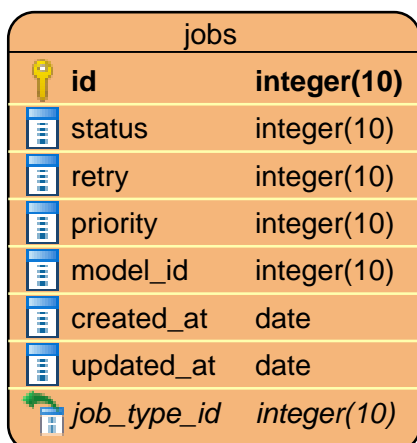 jobs
id integer(10)
status integer(10)
retry integer(10)
priority integer(10)
model_id integer(10)
created_at date
updated_at date
job_type_id integer(10)